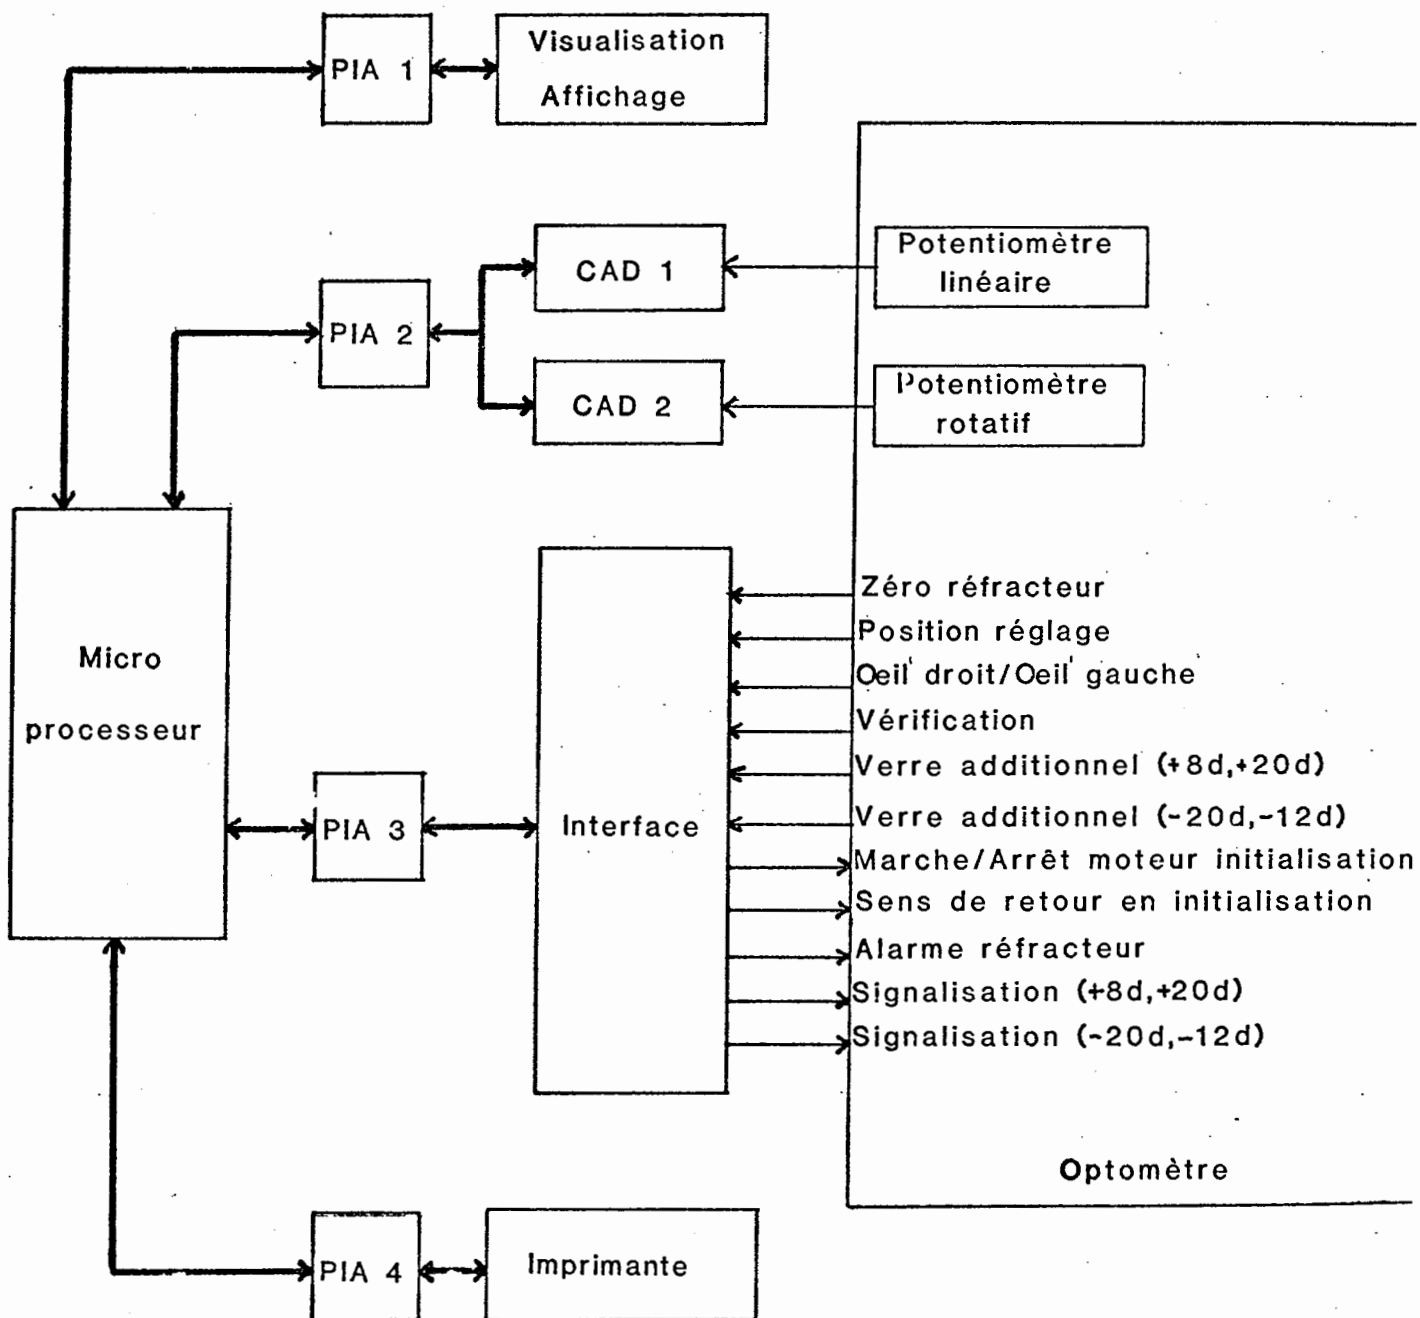 PIA 1
Visualisation
Affichage
CAD 1
Potentiomètre
linéaire
PIA 2
CAD 2
Potentiomètre
rotatif
Micro
processeur
PIA 3
Interface
Zéro réfracteur
Position réglage
Oeil droit/Oeil gauche
Vérification
Verre additionnel (+8d,+20d)
Verre additionnel (-20d,-12d)
Marche/Arrêt moteur initialisation
Sens de retour en initialisation
Alarme réfracteur
Signalisation (+8d,+20d)
Signalisation (-20d,-12d)
Optomètre
PIA 4
Imprimante